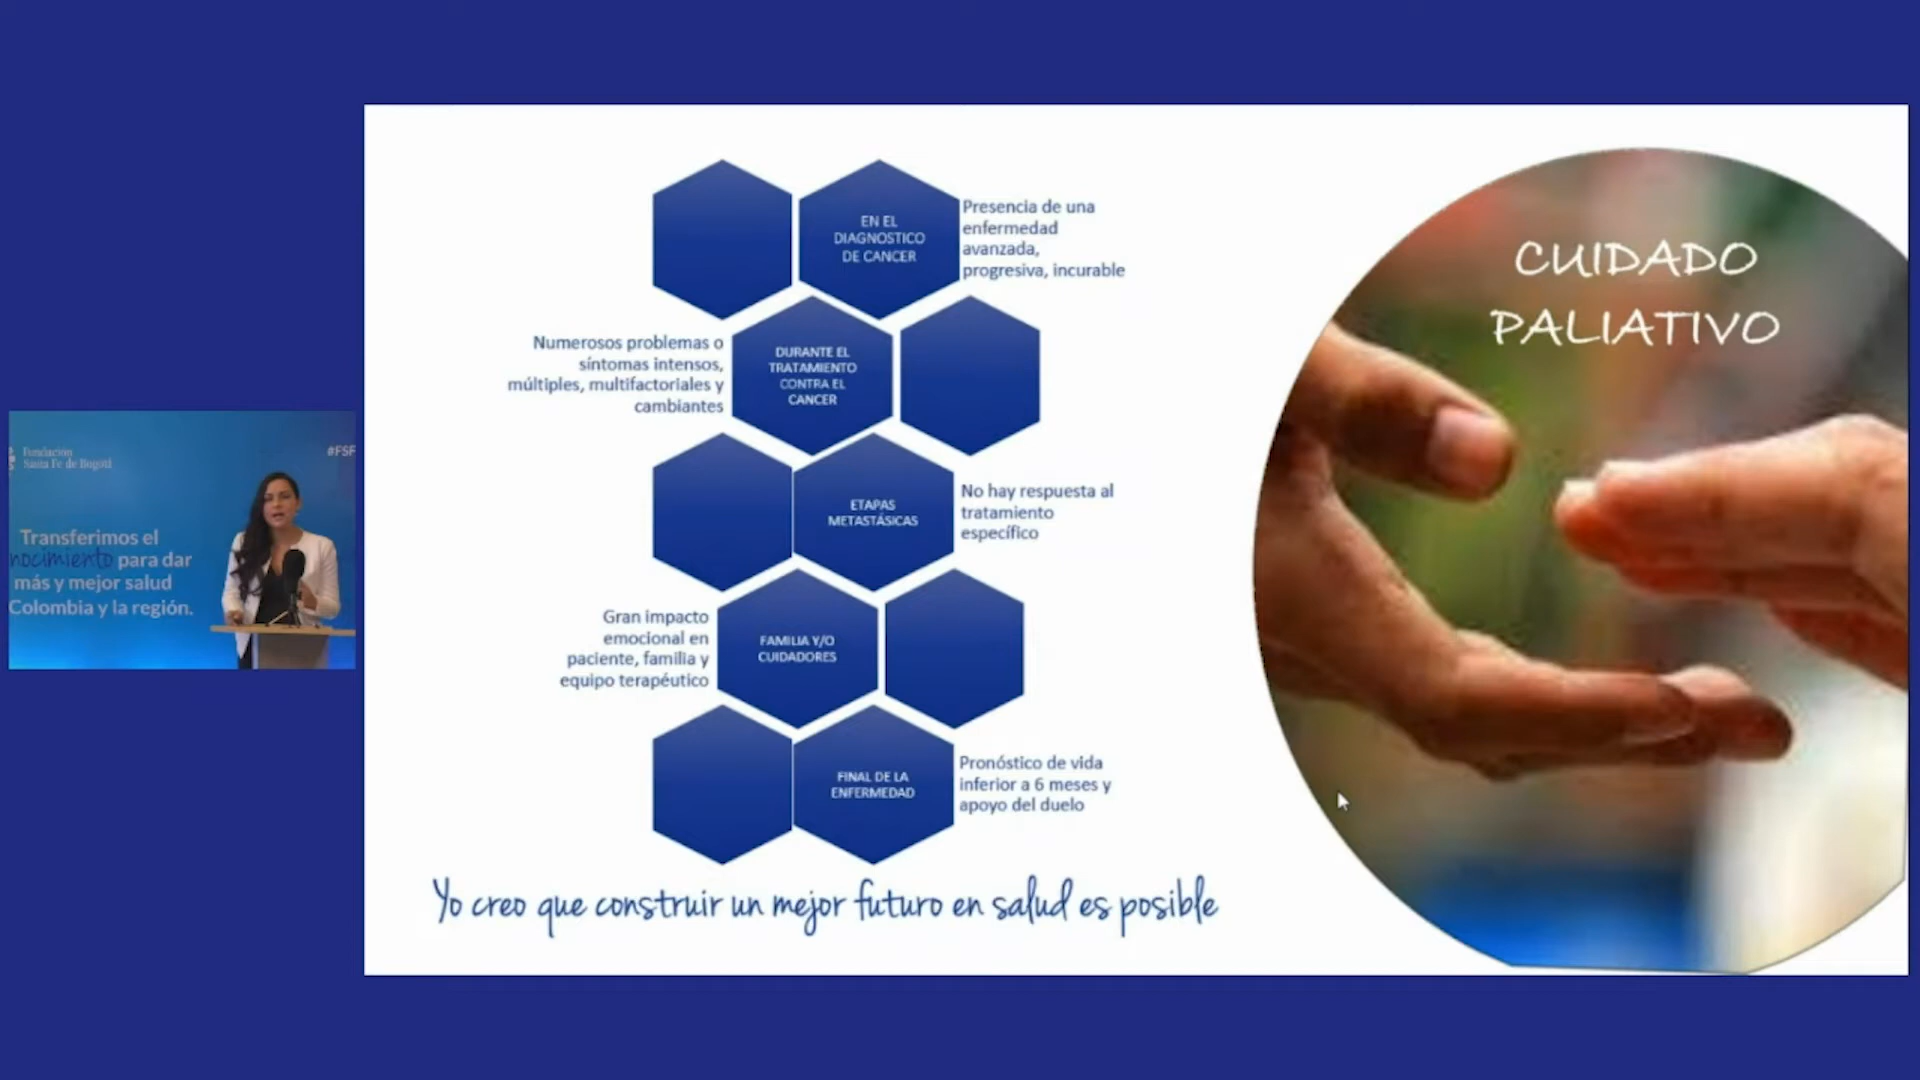 Fundación
Santa Fe de Bogotá
#FSF
Transferimos el
nocimiento para dar
más y mejor salud
Colombia y la región.
EN EL
DIAGNOSTICO
DE CANCER
Presencia de una
enfermedad
avanzada,
progresiva, incurable
Numerosos problemas o
síntomas intensos,
múltiples, multifactoriales y
cambiantes
DURANTE EL
TRATAMIENTO
CONTRA EL
CANCER
ETAPAS
METASTÁSICAS
No hay respuesta al
tratamiento
específico
Gran impacto
emocional en
paciente, familia y
equipo terapéutico
FAMILIA Y/O
CUIDADORES
FINAL DE LA
ENFERMEDAD
Pronóstico de vida
inferior a 6 meses y
apoyo del duelo
Yo creo que construir un mejor futuro en salud es posible
CUIDADO
PALIATIVO